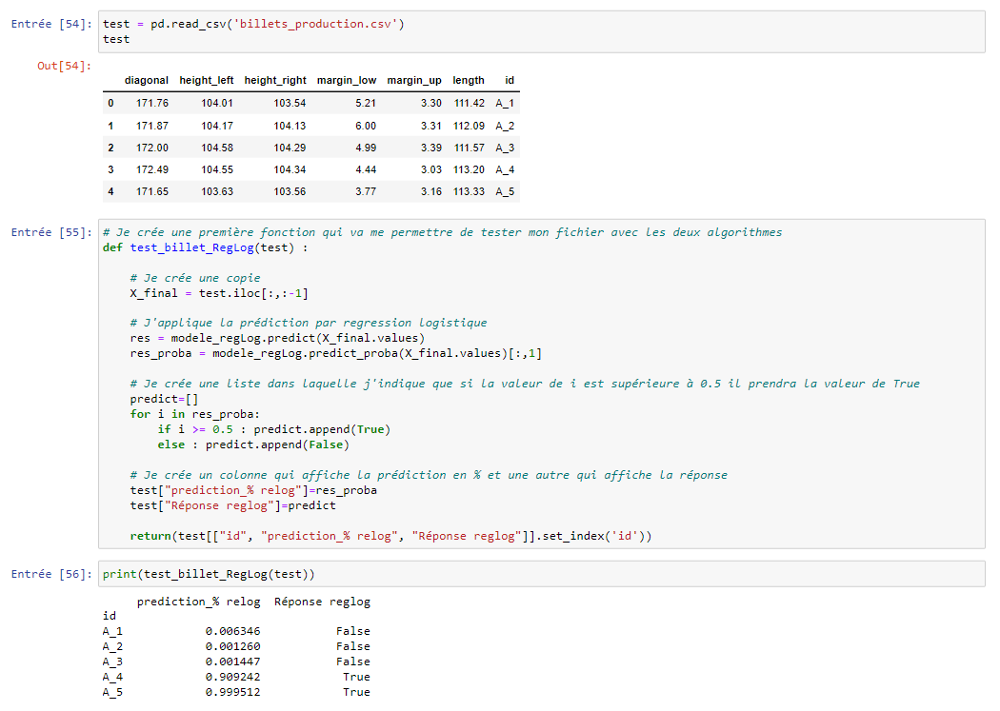 Entrée [54]: test = pd.read_csv('billets_production.csv')
test
Out[54]:
diagonal height_left height_right margin_low margin_up length id
0 171.76 104.01 103.54 5.21 3.30 111.42 A_1
1 171.87 104.17 104.13 6.00 3.31 112.09 A_2
2 172.00 104.58 104.29 4.99 3.39 111.57 A_3
3 172.49 104.55 104.34 4.44 3.03 113.20 A_4
4 171.65 103.63 103.56 3.77 3.16 113.33 A_5
Entrée [55]: # Je crée une première fonction qui va me permettre de tester mon fichier avec les deux algorithmes
def test_billet_RegLog(test) :
# Je crée une copie
X_final = test.iloc[:,:-1]
# J'applique la prédiction par regression logistique
res = modele_regLog.predict(X_final.values)
res_proba = modele_regLog.predict_proba(X_final.values)[:,1]
# Je crée une liste dans laquelle j'indique que si la valeur de i est supérieure à 0.5 il prendra la valeur de True
predict=[]
for i in res_proba:
if i >= 0.5 : predict.append(True)
else : predict.append(False)
# Je crée un colonne qui affiche la prédiction en % et une autre qui affiche la réponse
test["prediction_% relog"]=res_proba
test["Réponse reglog"]=predict
return(test[["id", "prediction_% relog", "Réponse reglog"]].set_index('id'))
Entrée [56]: print(test_billet_RegLog(test))
prediction_% relog Réponse reglog
id
A_1 0.006346 False
A_2 0.001260 False
A_3 0.001447 False
A_4 0.909242 True
A_5 0.999512 True